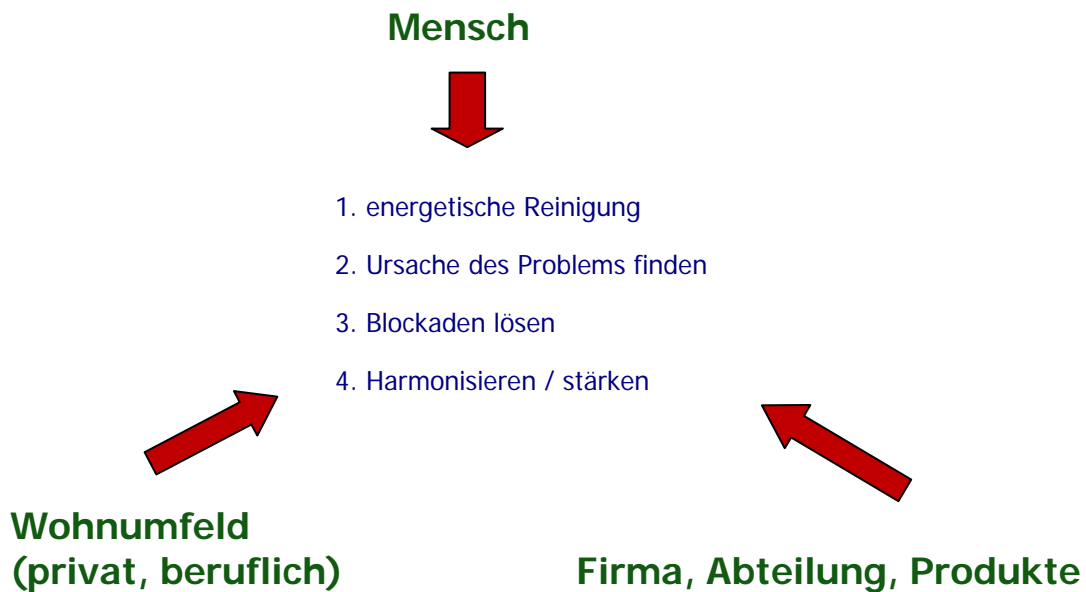 Mensch
1. energetische Reinigung
2. Ursache des Problems finden
3. Blockaden lösen
4. Harmonisieren / stärken
Wohnumfeld
(privat, beruflich)
Firma, Abteilung, Produkte